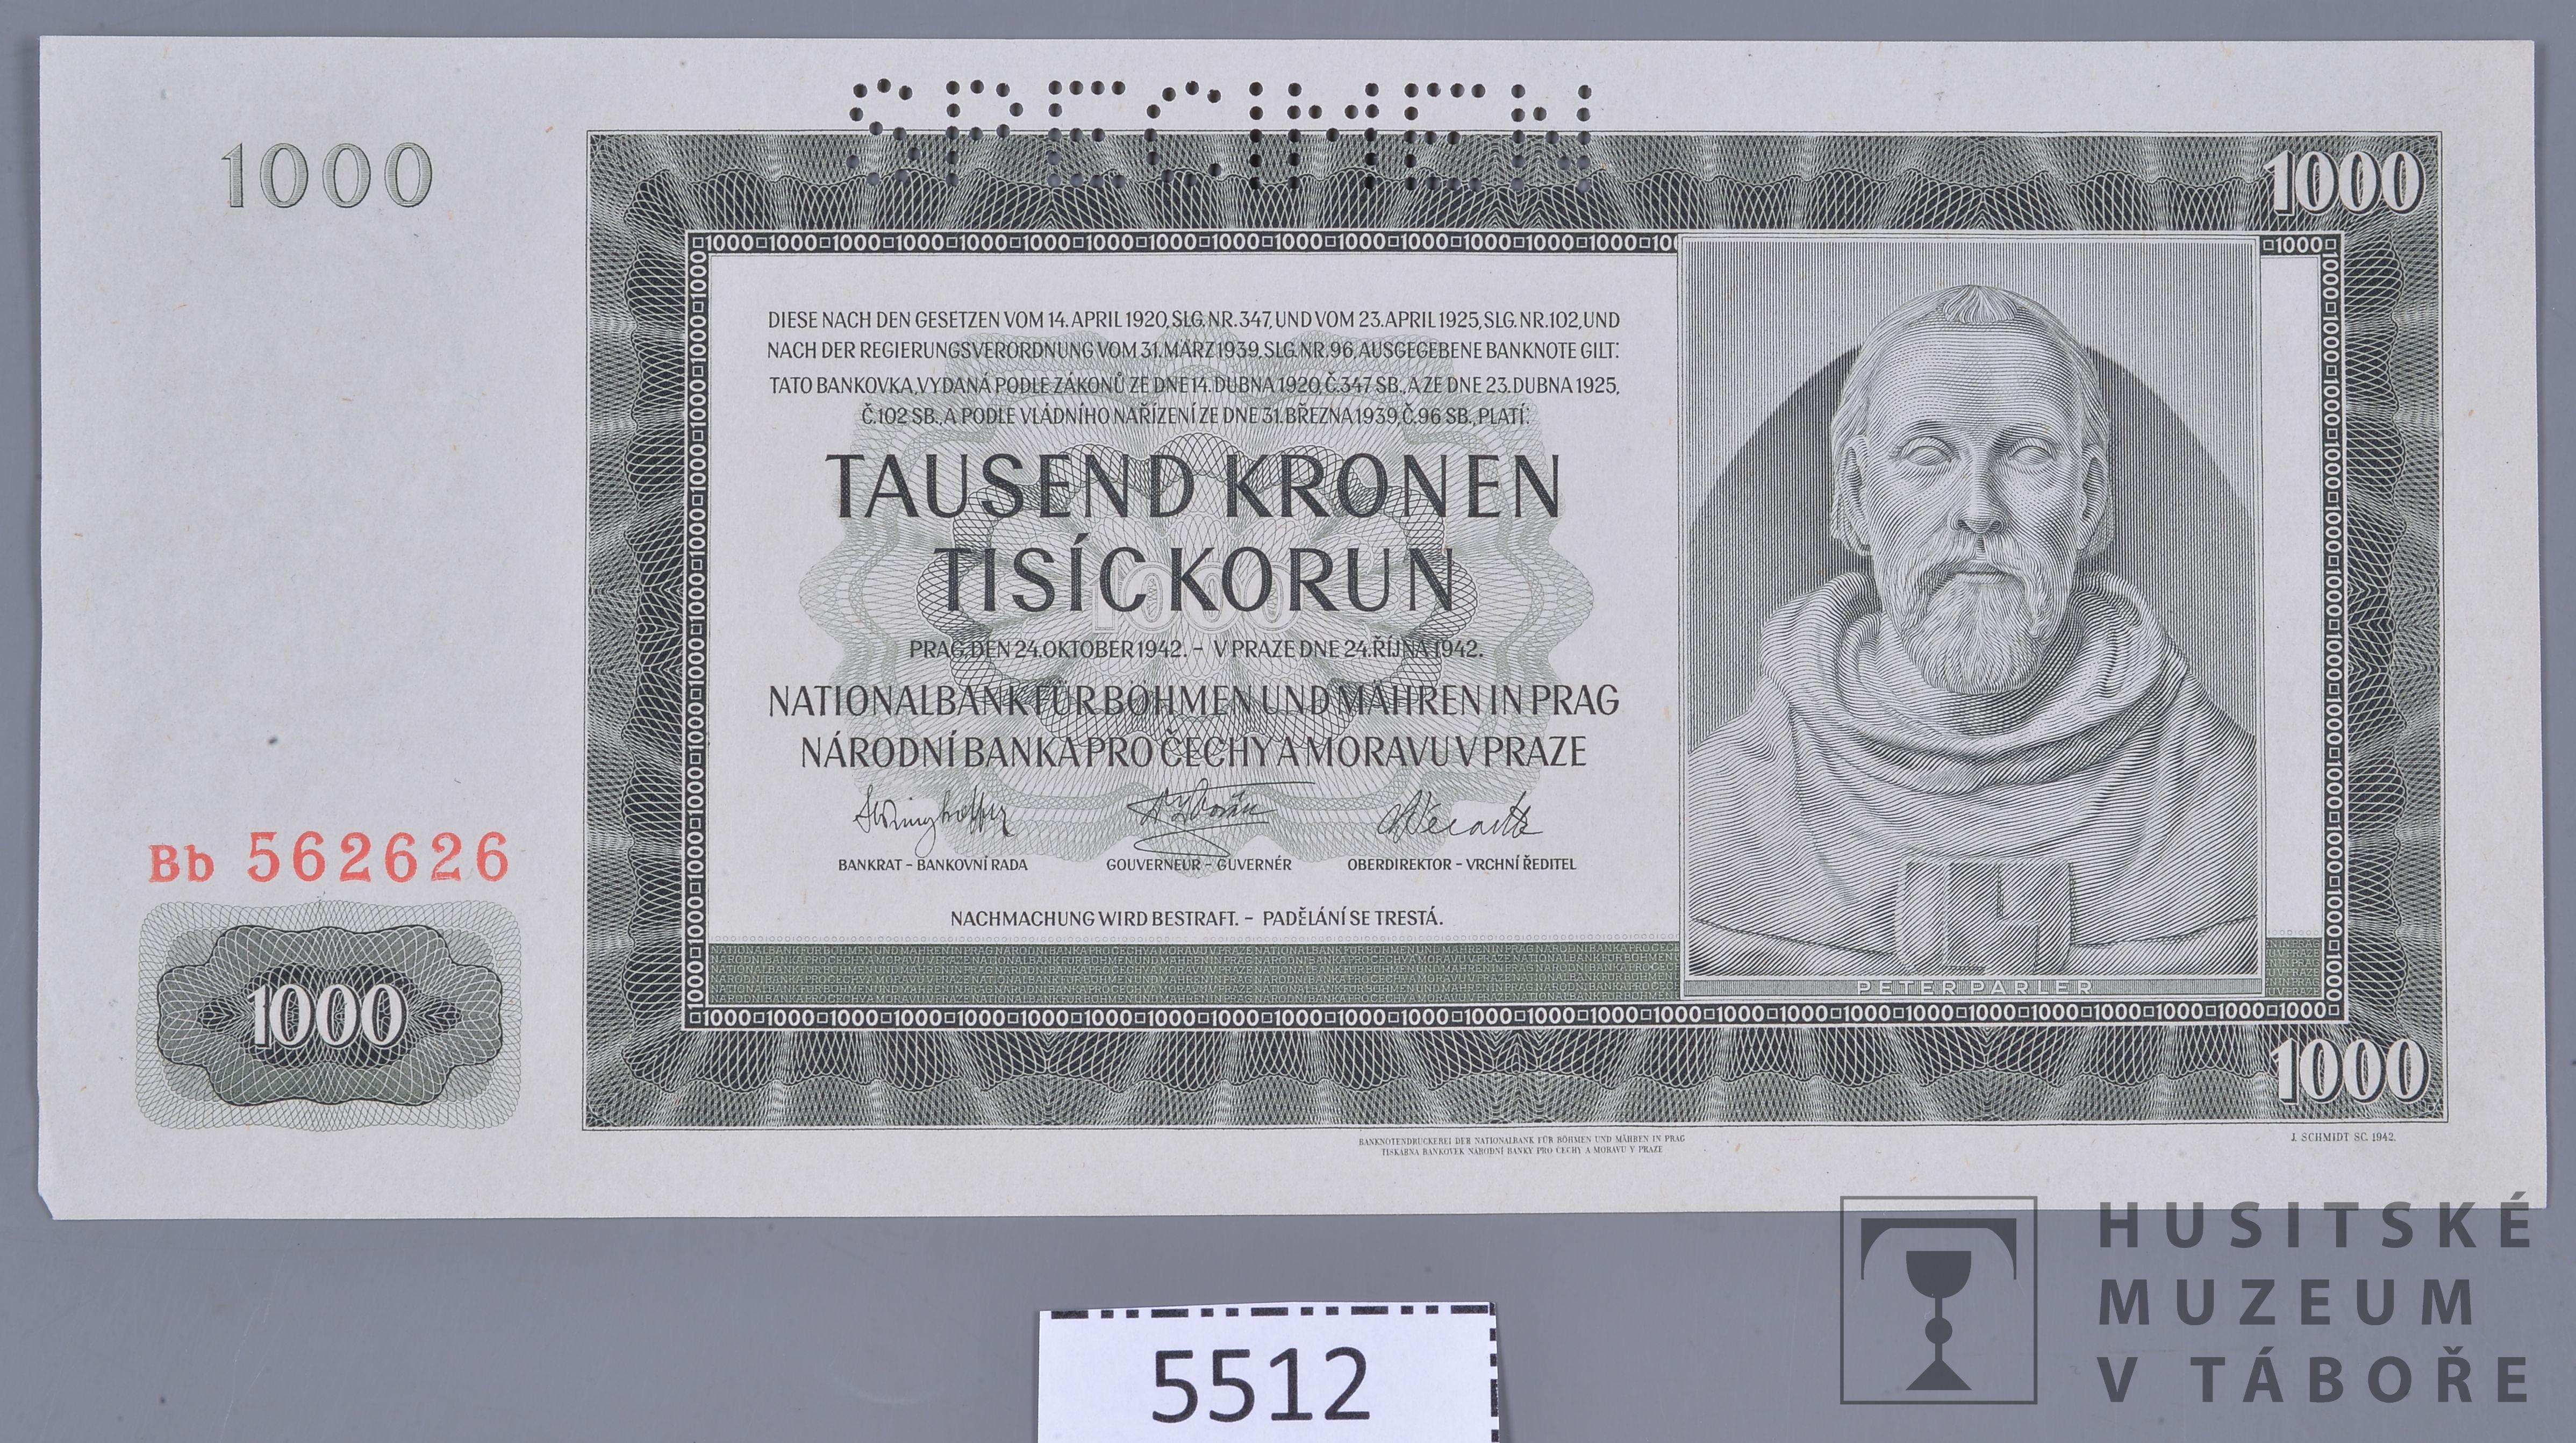 SPECIMEN
1000
1000
DIESE NACH DEN GESETZEN VOM 14. APRIL 1920, SLG. NR. 347, UND VOM 23. APRIL 1925, SLG. NR. 102, UND
NACH DER REGIERUNGSVERORDNUNG VOM 31. MÄRZ 1939, SLG. NR. 96, AUSGEGEBENE BANKNOTE GILT:
TATO BANKOVKA, VYDANÁ PODLE ZÁKONŮ ZE DNE 14. DUBNA 1920, Č. 347 SB., A ZE DNE 23. DUBNA 1925,
Č. 102 SB., A PODLE VLÁDNÍHO NAŘÍZENÍ ZE DNE 31. BŘEZNA 1939, Č. 96 SB., PLATÍ:
TAUSEND KRONEN
TISÍC KORUN
1000
PRAG, DEN 24. OKTOBER 1942. – V PRAZE DNE 24. ŘÍJNA 1942.
NATIONALBANK FÜR BÖHMEN UND MÄHREN IN PRAG
NÁRODNÍ BANKA PRO ČECHY A MORAVU V PRAZE
BANKRAT – BANKOVNÍ RADA GOUVERNEUR – GUVERNÉR OBERDIREKTOR – VRCHNÍ ŘEDITEL
NACHMACHUNG WIRD BESTRAFT. – PADĚLÁNÍ SE TRESTÁ.
Bb 562626
1000
PETER PARLER
1000
BANKNOTENDRUCKEREI DER NATIONALBANK FÜR BÖHMEN UND MÄHREN IN PRAG
TISKÁRNA BANKOVEK NÁRODNÍ BANKY PRO ČECHY A MORAVU V PRAZE
J. SCHMIDT SC. 1942.
5512
HUSITSKÉ
MUZEUM
V TÁBOŘE